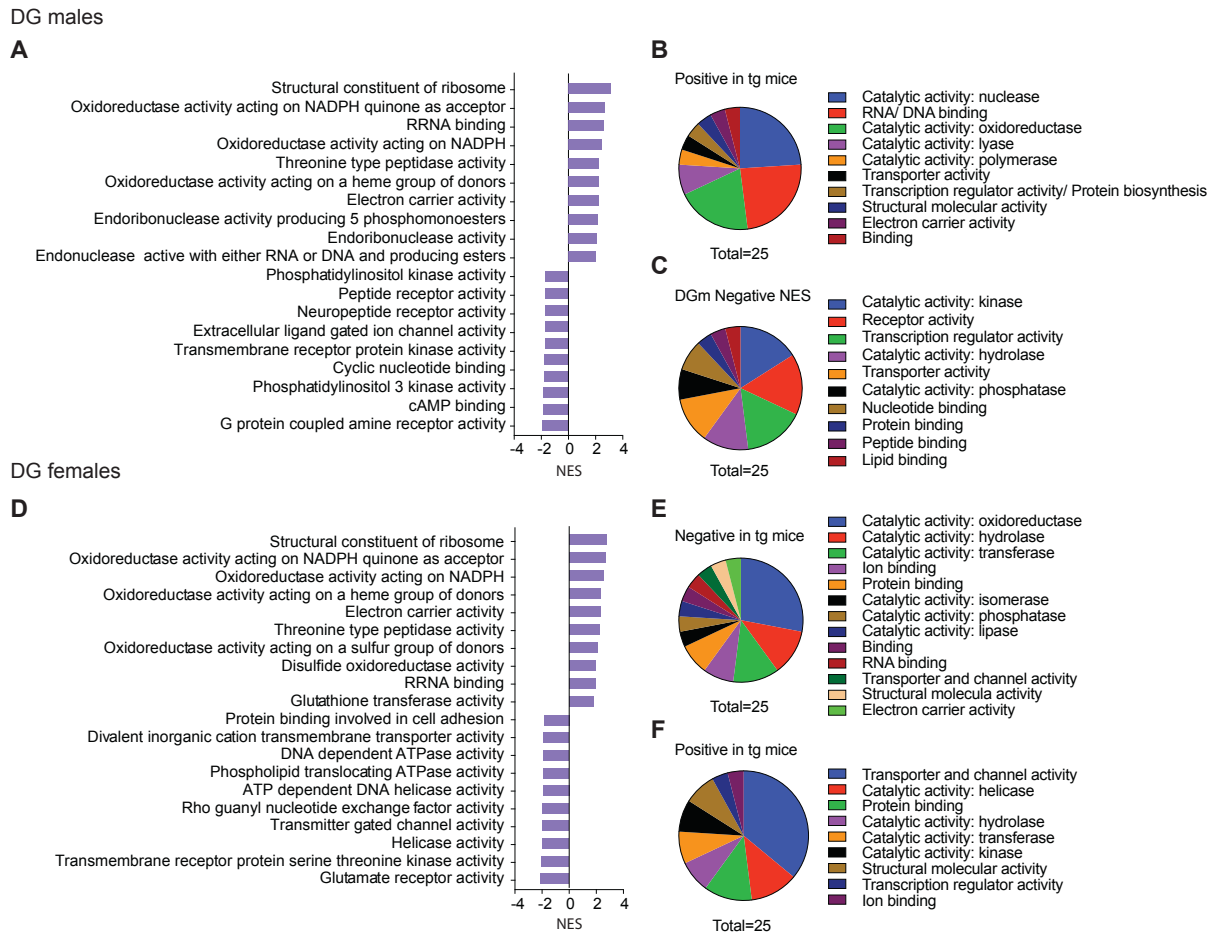 DG males
A
Structural constituent of ribosome
Oxidoreductase activity acting on NADPH quinone as acceptor
RRNA binding
Oxidoreductase activity acting on NADPH
Threonine type peptidase activity
Oxidoreductase activity acting on a heme group of donors
Electron carrier activity
Endoribonuclease activity producing 5 phosphomonoesters
Endoribonuclease activity
Endonuclease active with either RNA or DNA and producing esters
Phosphatidylinositol kinase activity
Peptide receptor activity
Neuropeptide receptor activity
Extracellular ligand gated ion channel activity
Transmembrane receptor protein kinase activity
Cyclic nucleotide binding
Phosphatidylinositol 3 kinase activity
cAMP binding
G protein coupled amine receptor activity
-4 -2 0 2 4
NES
B
Positive in tg mice
Total=25
Catalytic activity: nuclease
RNA/ DNA binding
Catalytic activity: oxidoreductase
Catalytic activity: lyase
Catalytic activity: polymerase
Transporter activity
Transcription regulator activity/ Protein biosynthesis
Structural molecular activity
Electron carrier activity
Binding
C
DGm Negative NES
Total=25
Catalytic activity: kinase
Receptor activity
Transcription regulator activity
Catalytic activity: hydrolase
Transporter activity
Catalytic activity: phosphatase
Nucleotide binding
Protein binding
Peptide binding
Lipid binding
DG females
D
Structural constituent of ribosome
Oxidoreductase activity acting on NADPH quinone as acceptor
Oxidoreductase activity acting on NADPH
Oxidoreductase activity acting on a heme group of donors
Electron carrier activity
Threonine type peptidase activity
Oxidoreductase activity acting on a sulfur group of donors
Disulfide oxidoreductase activity
RRNA binding
Glutathione transferase activity
Protein binding involved in cell adhesion
Divalent inorganic cation transmembrane transporter activity
DNA dependent ATPase activity
Phospholipid translocating ATPase activity
ATP dependent DNA helicase activity
Rho guanyl nucleotide exchange factor activity
Transmitter gated channel activity
Helicase activity
Transmembrane receptor protein serine threonine kinase activity
Glutamate receptor activity
-4 -2 0 2 4
NES
E
Negative in tg mice
Total=25
Catalytic activity: oxidoreductase
Catalytic activity: hydrolase
Catalytic activity: transferase
Ion binding
Protein binding
Catalytic activity: isomerase
Catalytic activity: phosphatase
Catalytic activity: lipase
Binding
RNA binding
Transporter and channel activity
Structural molecula activity
Electron carrier activity
F
Positive in tg mice
Total=25
Transporter and channel activity
Catalytic activity: helicase
Protein binding
Catalytic activity: hydrolase
Catalytic activity: transferase
Catalytic activity: kinase
Structural molecular activity
Transcription regulator activity
Ion binding